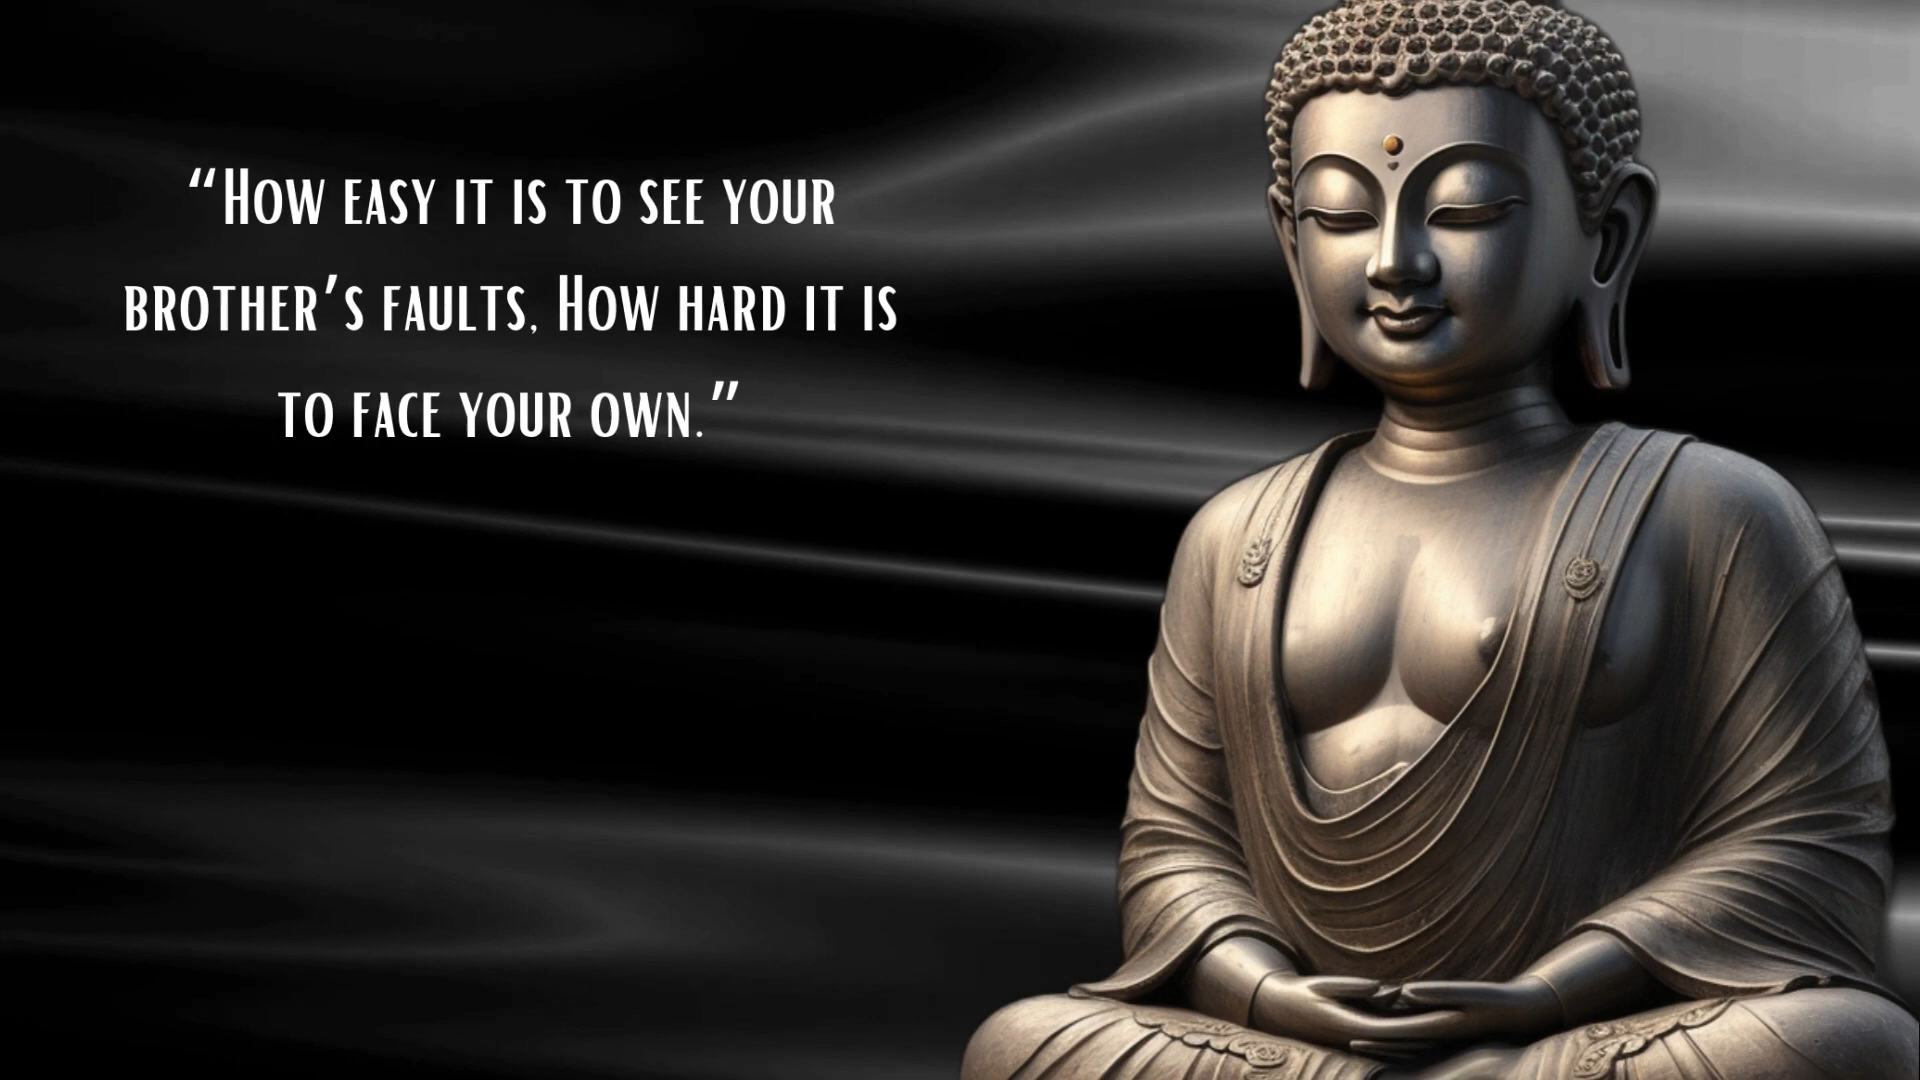 “How easy it is to see your
brother’s faults, How hard it is
to face your own.”